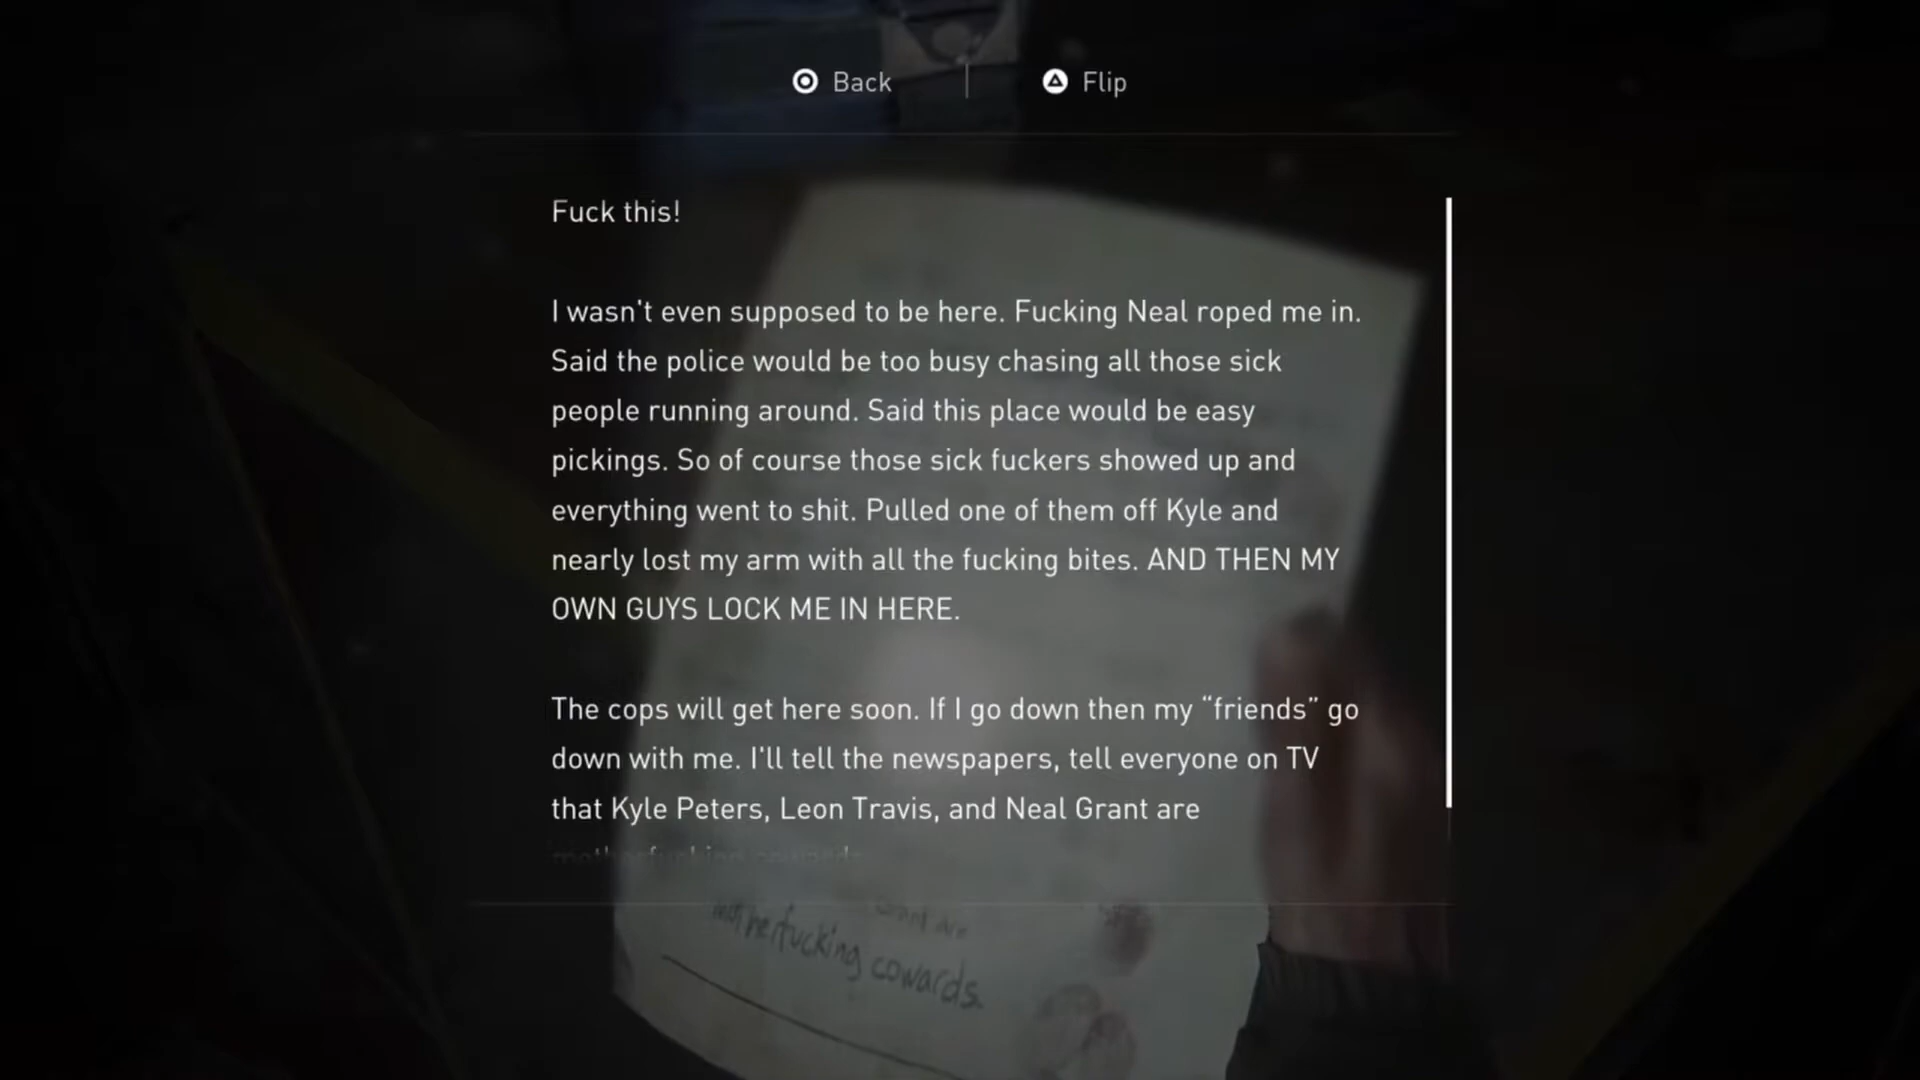 Back | Flip
Fuck this!
I wasn't even supposed to be here. Fucking Neal roped me in.
Said the police would be too busy chasing all those sick
people running around. Said this place would be easy
pickings. So of course those sick fuckers showed up and
everything went to shit. Pulled one of them off Kyle and
nearly lost my arm with all the fucking bites. AND THEN MY
OWN GUYS LOCK ME IN HERE.
The cops will get here soon. If I go down then my “friends” go
down with me. I'll tell the newspapers, tell everyone on TV
that Kyle Peters, Leon Travis, and Neal Grant are
motherfucking cowards.
Grant are
motherfucking cowards.